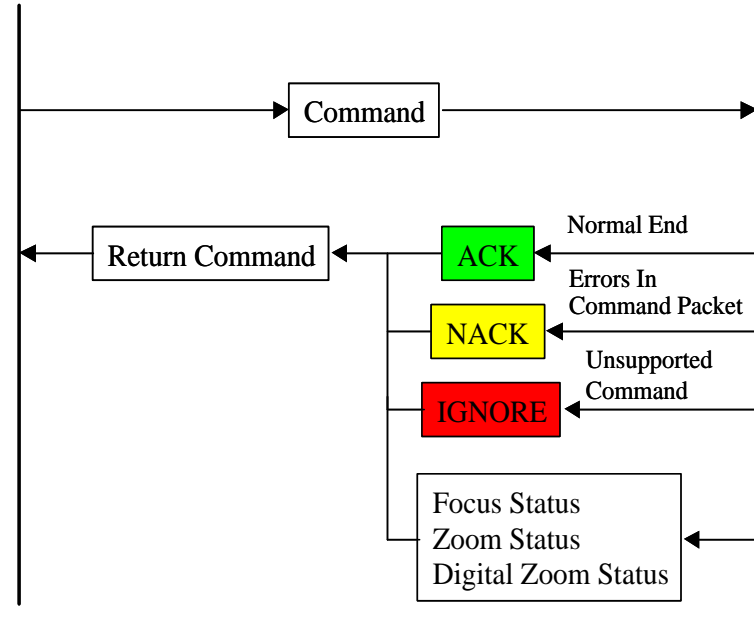 Command
Normal End
Return Command
ACK
Errors In
Command Packet
NACK
Unsupported
Command
IGNORE
Focus Status
Zoom Status
Digital Zoom Status